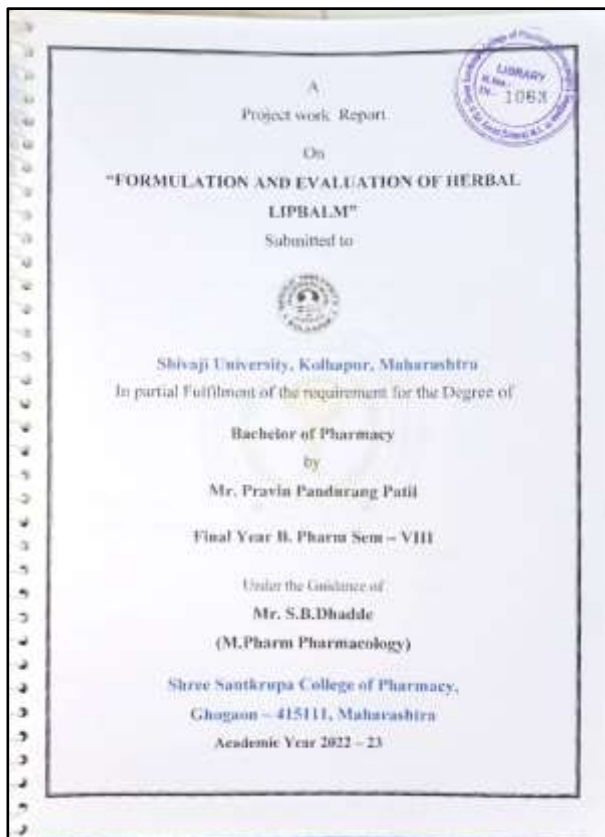 A
Project work Report
On
"FORMULATION AND EVALUATION OF HERBAL
LIPBALM"
Submitted to
Shivaji University, Kolhapur, Maharashtra
In partial Fulfilment of the requirement for the Degree of
Bachelor of Pharmacy
by
Mr. Pravin Pandurang Patil
Final Year B. Pharm Sem – VIII
Under the Guidance of
Mr. S.B.Dhadde
(M.Pharm Pharmacology)
Shree Santkrupa College of Pharmacy,
Ghogaon – 415111, Maharashtra
Academic Year 2022 – 23
LIBRARY
1063